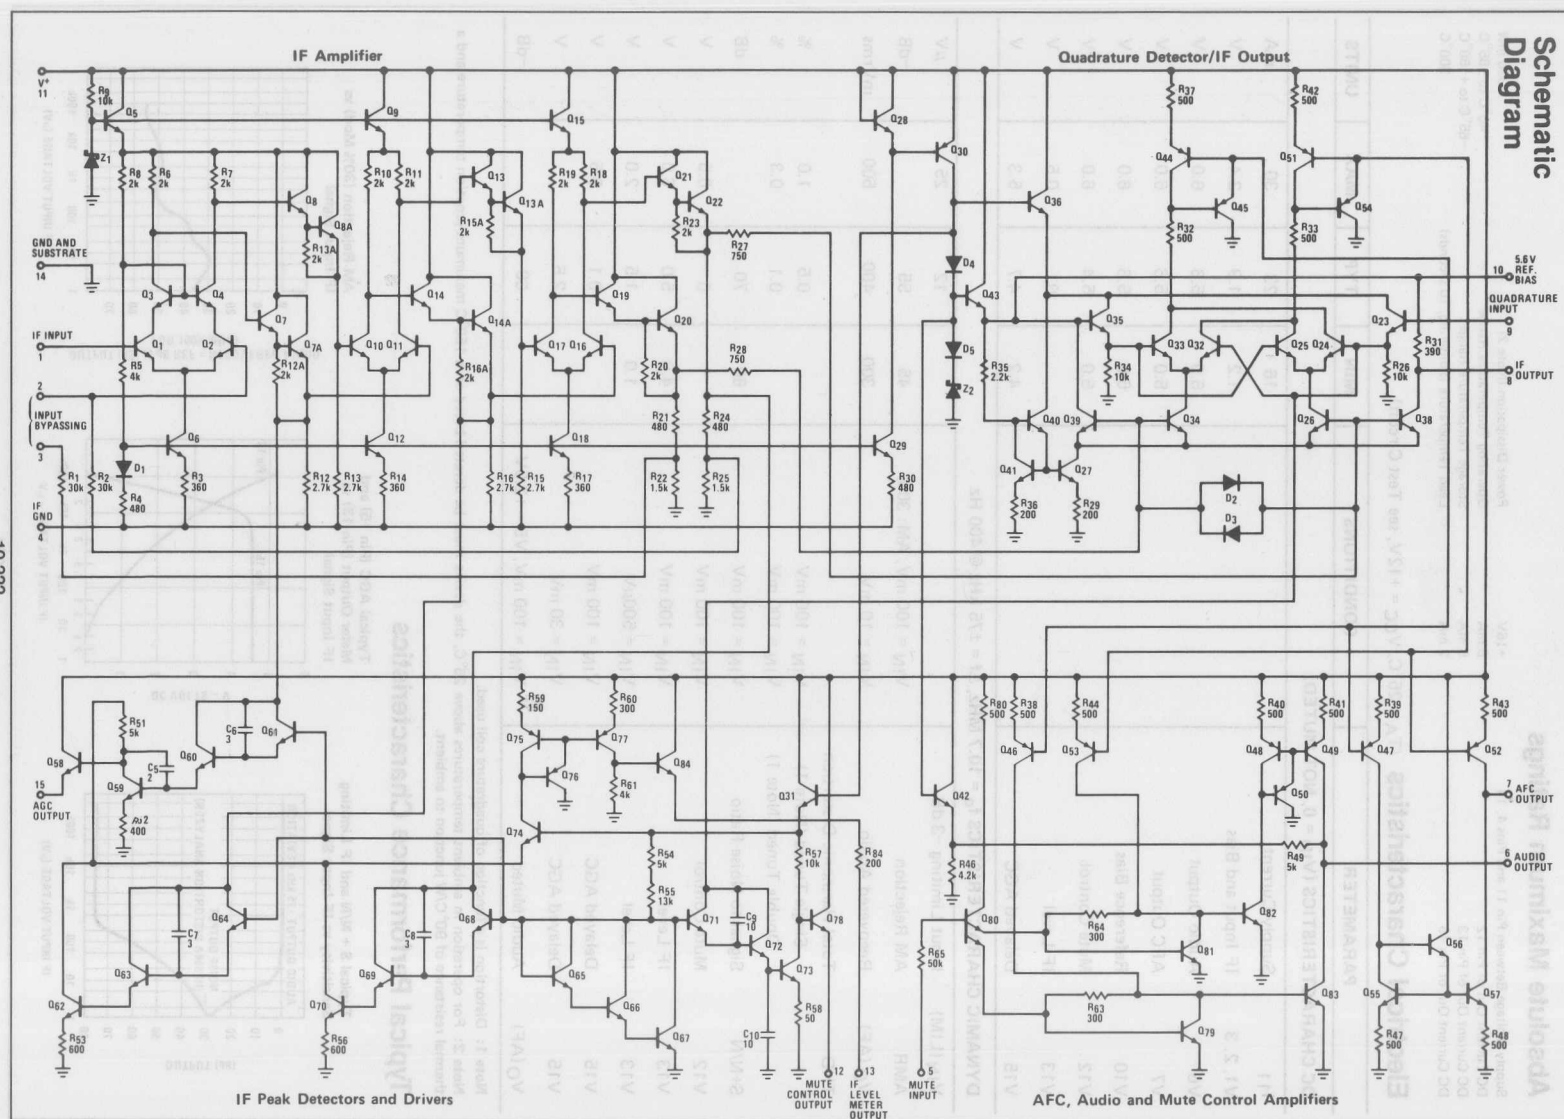 Schematic
Diagram
IF Amplifier
Quadrature Detector/IF Output
V+
11
GND AND
SUBSTRATE
14
IF INPUT
1
2
INPUT
BYPASSING
3
IF
GND
4
R9
10k
Q5
Z1
R8
2k
R6
2k
R7
2k
Q8
Q8A
R13A
2k
Q3
Q4
Q7
Q1
Q2
Q7A
R5
4k
R12A
2k
Q6
D1
R1
30k
R2
30k
R4
480
R3
360
R12
2.7k
R13
2.7k
Q9
R10
2k
R11
2k
Q13
Q13A
R15A
2k
Q14
Q14A
Q10
Q11
R16A
2k
Q12
R14
360
R16
2.7k
R15
2.7k
Q15
R19
2k
R18
2k
Q21
Q22
R23
2k
R27
750
Q19
Q20
Q17
Q16
R20
2k
R28
750
R21
480
R24
480
Q18
R17
360
R22
1.5k
R25
1.5k
Q28
Q30
D4
D5
Z2
Q29
R30
480
Q36
Q43
R35
2.2k
Q35
R34
10k
Q40
Q39
Q41
Q27
R36
200
R29
200
R37
500
R42
500
Q44
Q51
Q45
Q54
R32
500
R33
500
Q33
Q32
Q25
Q24
Q23
Q34
Q26
Q38
R31
390
R26
10k
D2
D3
5.6V
10 REF.
BIAS
QUADRATURE
INPUT
9
IF
OUTPUT
8
R51
5k
C6
3
Q61
Q58
Q60
C5
2
Q59
15
AGC
OUTPUT
400
R59
150
R60
300
Q75
Q77
Q76
Q84
R61
4k
Q74
Q31
R54
5k
R55
13k
R57
10k
R84
200
Q64
C7
3
Q63
Q62
R53
600
Q68
C8
3
Q69
Q70
R56
600
Q65
Q66
Q67
Q71
C9
10
Q72
Q73
Q78
R58
50
C10
10
R80
500
R38
500
R44
500
Q46
Q53
Q42
R46
4.2k
R65
50k
Q80
R64
300
Q81
Q82
R63
300
Q79
Q83
R40
500
R41
500
R39
500
R43
500
Q48
Q49
Q47
Q52
Q50
R49
5k
Q56
Q55
Q57
R47
500
R48
500
7
AFC
OUTPUT
6
AUDIO
OUTPUT
12
MUTE
CONTROL
OUTPUT
13
IF
LEVEL
METER
OUTPUT
5
MUTE
INPUT
IF Peak Detectors and Drivers
AFC, Audio and Mute Control Amplifiers